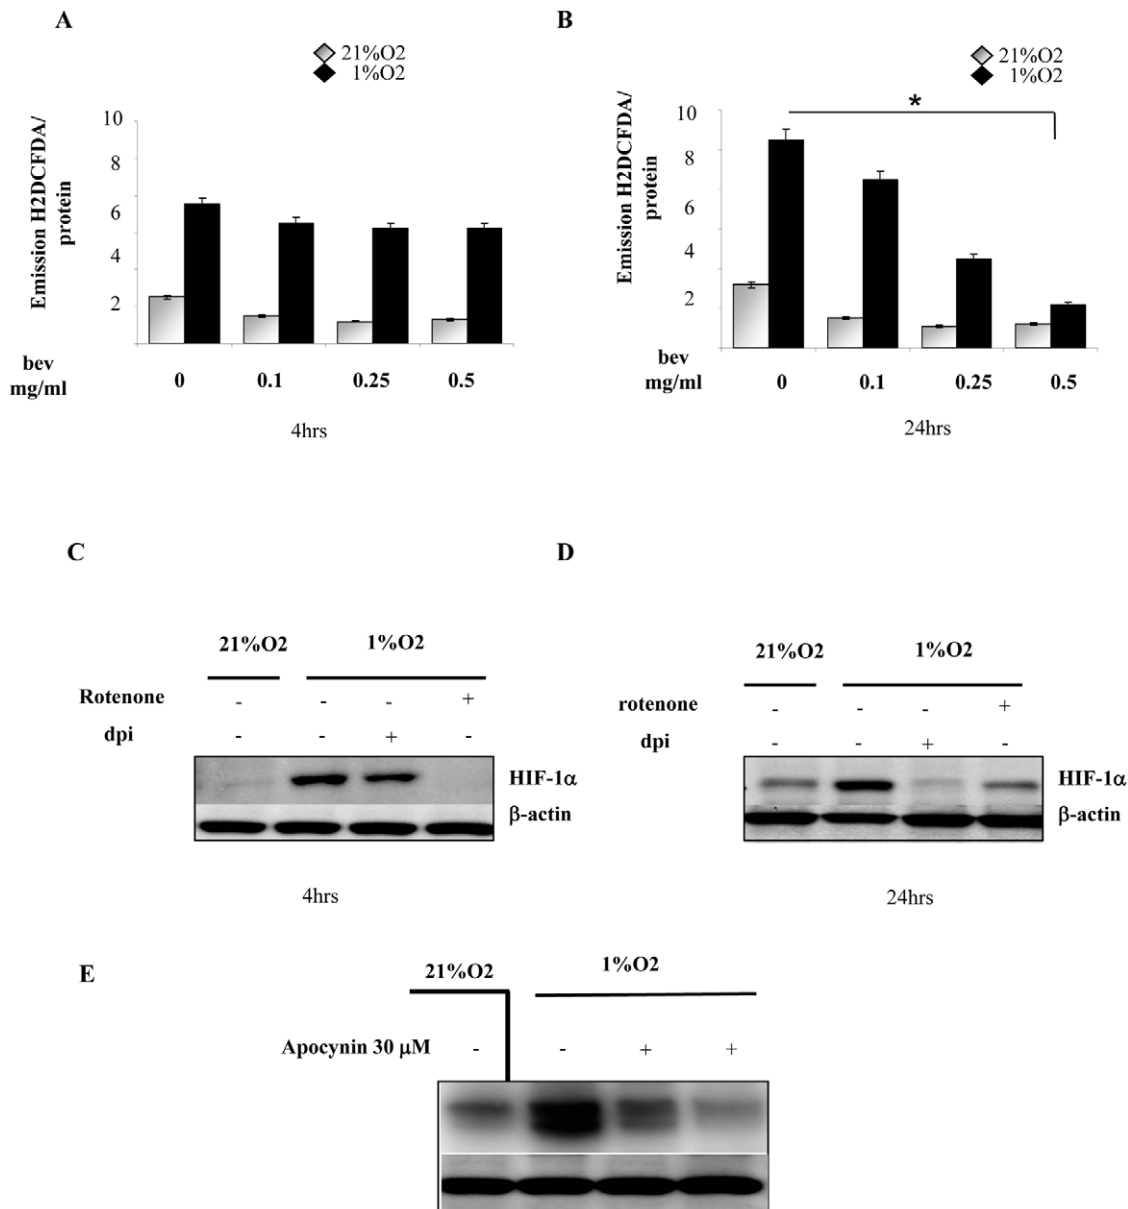 A
21%O2
1%O2
Emission H2DCFDA/
protein
10
8
6
4
2
bev
mg/ml
0 0.1 0.25 0.5
4hrs
B
21%O2
1%O2
*
Emission H2DCFDA/
protein
10
8
6
4
2
bev
mg/ml
0 0.1 0.25 0.5
24hrs
C
21%O2 1%O2
Rotenone - - - +
dpi - - + -
HIF-1α
β-actin
4hrs
D
21%O2 1%O2
rotenone - - - +
dpi - - + -
HIF-1α
β-actin
24hrs
E
21%O2 1%O2
Apocynin 30 μM - - + +